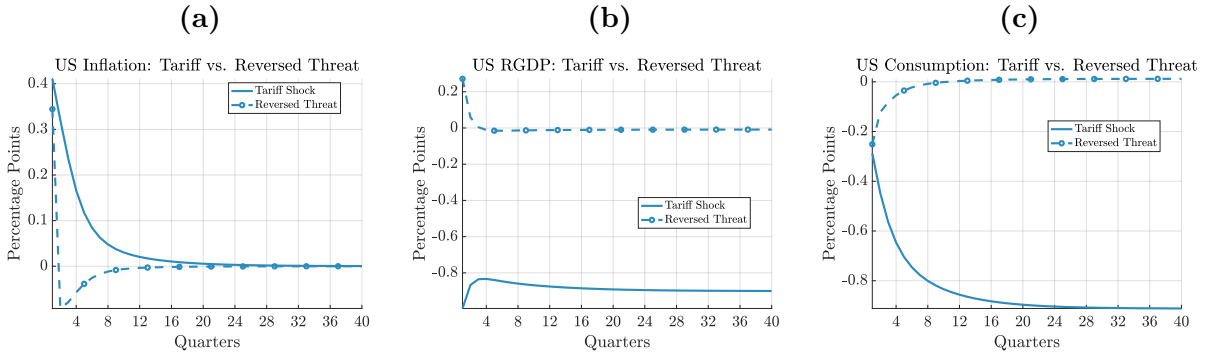 (a)
US Inflation: Tariff vs. Reversed Threat
Percentage Points
0.4
0.3
0.2
0.1
0
Tariff Shock
Reversed Threat
4 8 12 16 20 24 28 32 36 40
Quarters
(b)
US RGDP: Tariff vs. Reversed Threat
Percentage Points
0.2
0
-0.2
-0.4
-0.6
-0.8
Tariff Shock
Reversed Threat
4 8 12 16 20 24 28 32 36 40
Quarters
(c)
US Consumption: Tariff vs. Reversed Threat
Percentage Points
0
-0.2
-0.4
-0.6
-0.8
Tariff Shock
Reversed Threat
4 8 12 16 20 24 28 32 36 40
Quarters